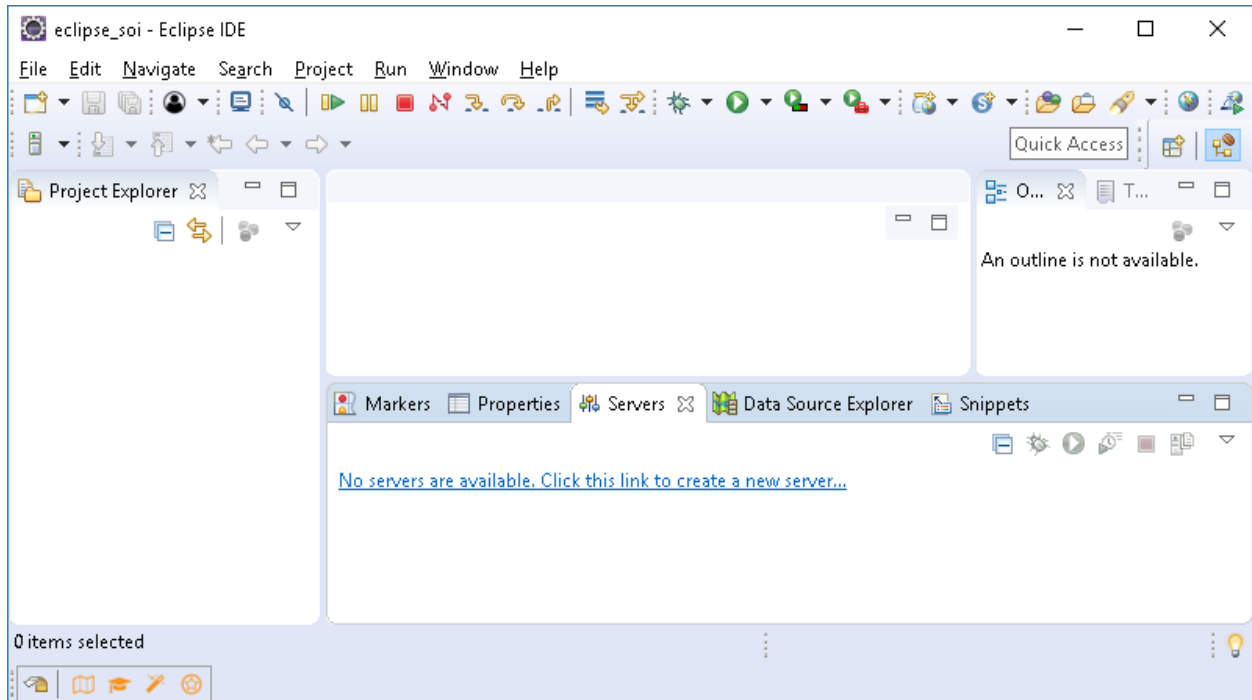 eclipse_soi - Eclipse IDE
File Edit Navigate Search Project Run Window Help
Quick Access
Project Explorer
O... T...
An outline is not available.
Markers Properties Servers Data Source Explorer Snippets
No servers are available. Click this link to create a new server...
0 items selected